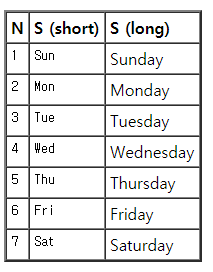 N S (short) S (long)
1 Sun Sunday
2 Mon Monday
3 Tue Tuesday
4 Wed Wednesday
5 Thu Thursday
6 Fri Friday
7 Sat Saturday